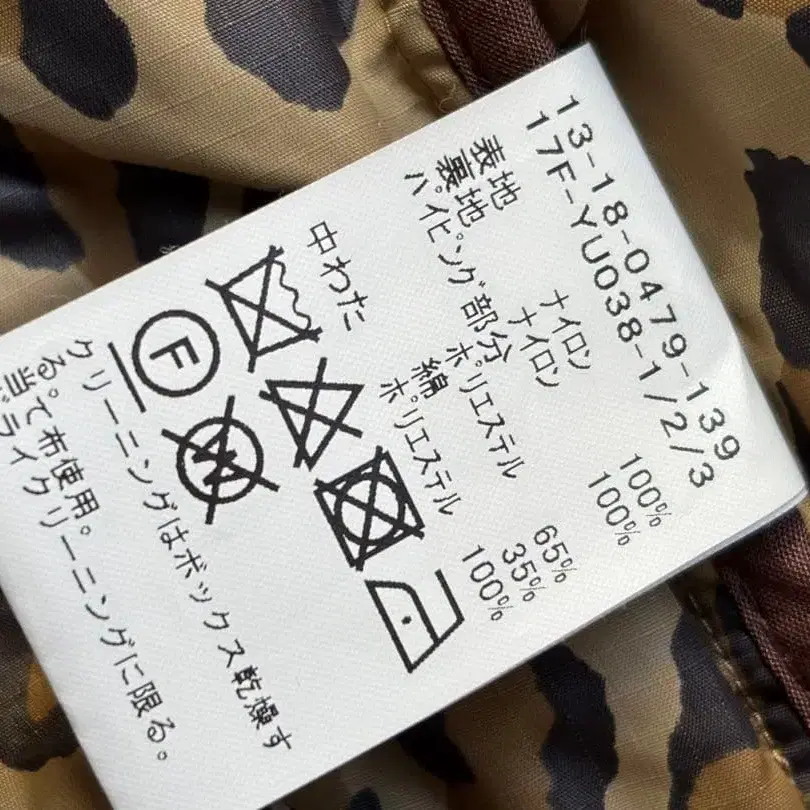 13-18-0479-139
17F-YU038-1/2/3
表地 ナイロン 100%
裏地 ナイロン 100%
パイピング部分 ポリエステル 65%
綿 35%
中わた ポリエステル 100%
F
W
クリーニングはボックス乾燥す
る。て布使用。
当ドライクリーニングに限る。